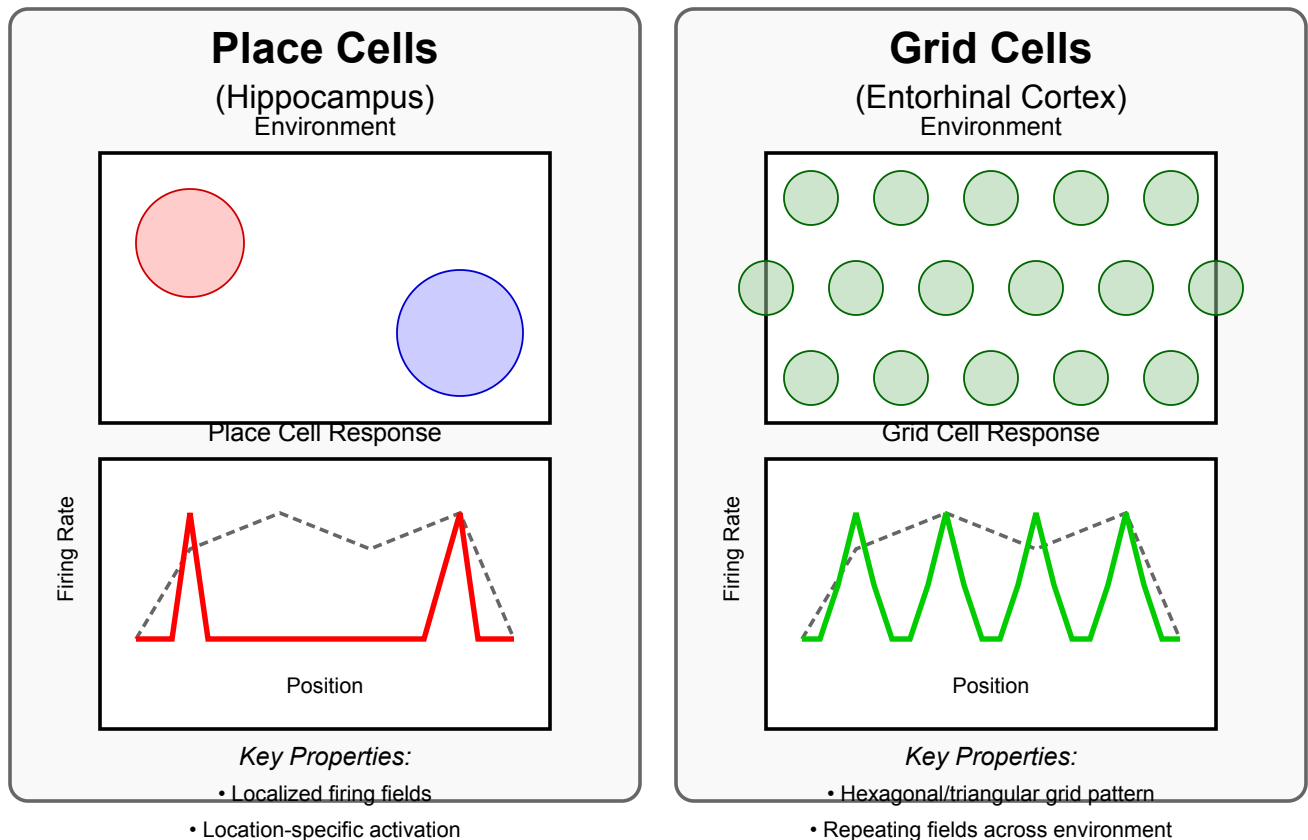 Place Cells
(Hippocampus)
Environment
Place Cell Response
Firing Rate
Position
Key Properties:
• Localized firing fields
• Location-specific activation
Grid Cells
(Entorhinal Cortex)
Environment
Grid Cell Response
Firing Rate
Position
Key Properties:
• Hexagonal/triangular grid pattern
• Repeating fields across environment